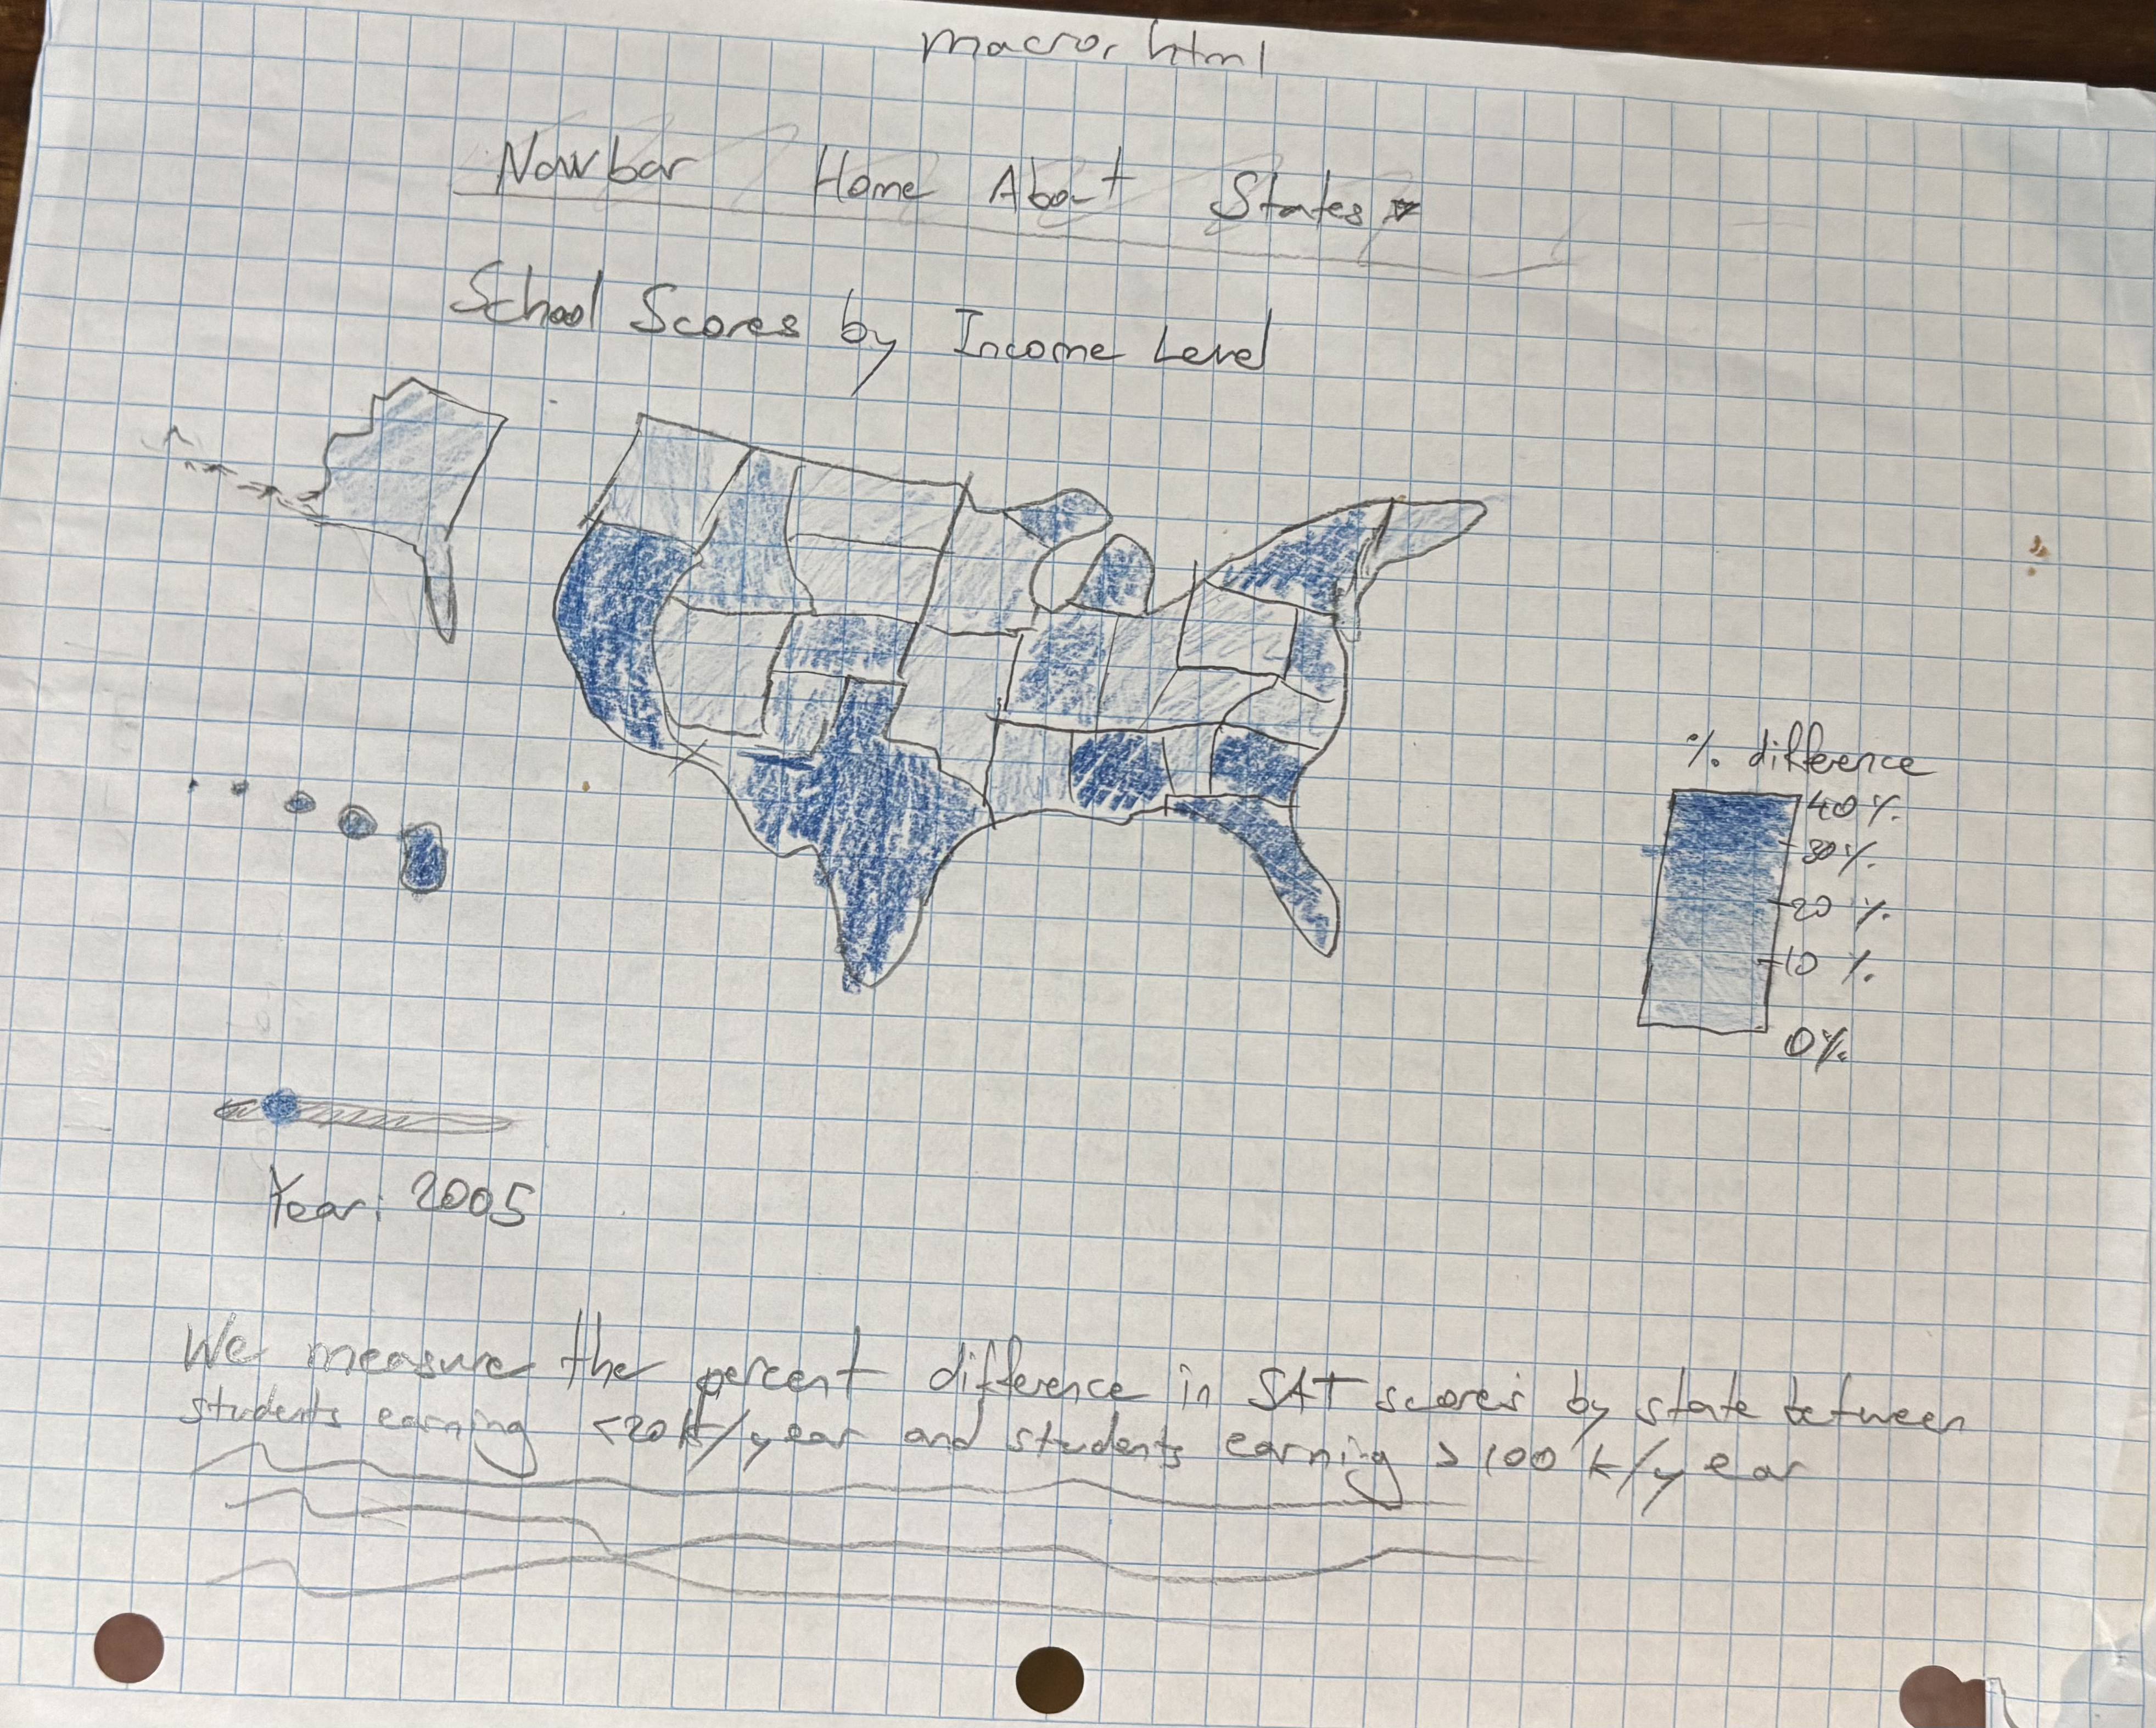 macro.html
Navbar Home About States
School Scores by Income Level
% difference
40%
30%
20%
10%
0%
Year: 2005
We measure the percent difference in SAT scores by state between
students earning <20k/year and students earning >100k/year